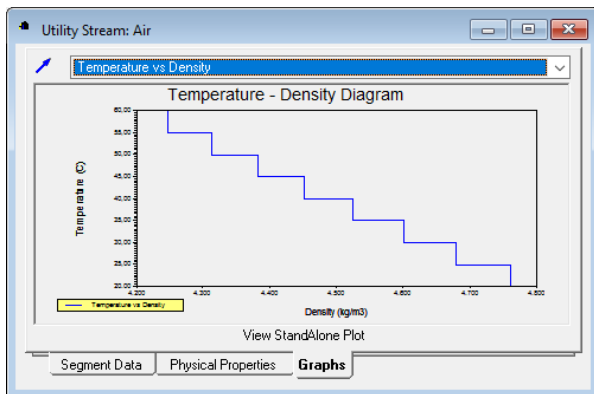 Utility Stream: Air
Temperature vs Density
Temperature - Density Diagram
Temperature (C)
60,00
55,00
50,00
45,00
40,00
35,00
30,00
25,00
20,00
4,200
4,300
4,400
4,500
4,600
4,700
4,800
Temperature vs Density
Density (kg/m3)
View StandAlone Plot
Segment Data
Physical Properties
Graphs